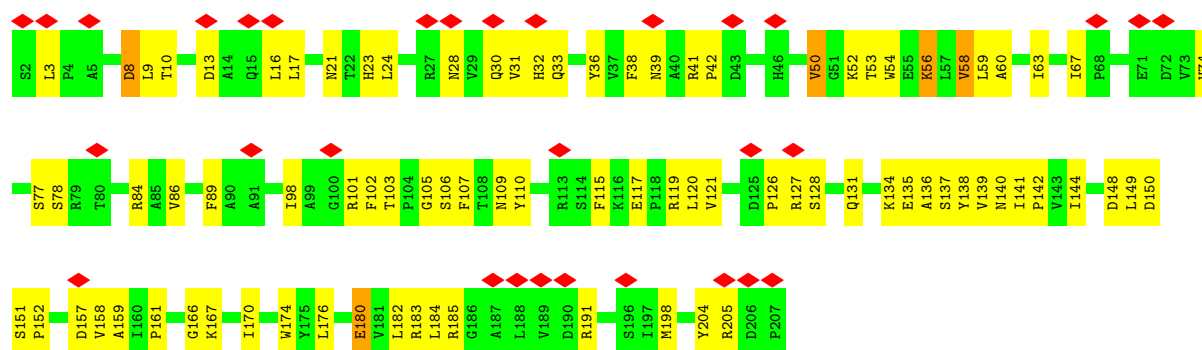 S2 L3 P4 A5 D8 L9 T10 D13 A14 Q15 L16 L17 N21 T22 H23 L24 R27 N28 V29 Q30 V31 H32 Q33 Y36 V37 F38 N39 A40 R41 P42 D43 H46 V50 G51 K52 T53 W54 E55 K56 L57 V58 L59 A60 I63 I67 P68 E71 D72 V73
S77 S78 R79 T80 R84 A85 V86 F89 A90 A91 I98 A99 G100 R101 F102 T103 P104 G105 S106 F107 T108 N109 Y110 R113 S114 F115 K116 E117 P118 R119 L120 V121 D125 P126 R127 S128 Q131 K134 E135 A136 S137 Y138 V139 N140 I141 P142 V143 I144 D148 L149 D150
S151 P152 D157 V158 A159 I160 P161 G166 K167 I170 W174 Y175 L176 E180 V181 L182 R183 L184 R185 G186 A187 L188 V189 D190 R191 S196 I197 M198 Y204 R205 D206 P207